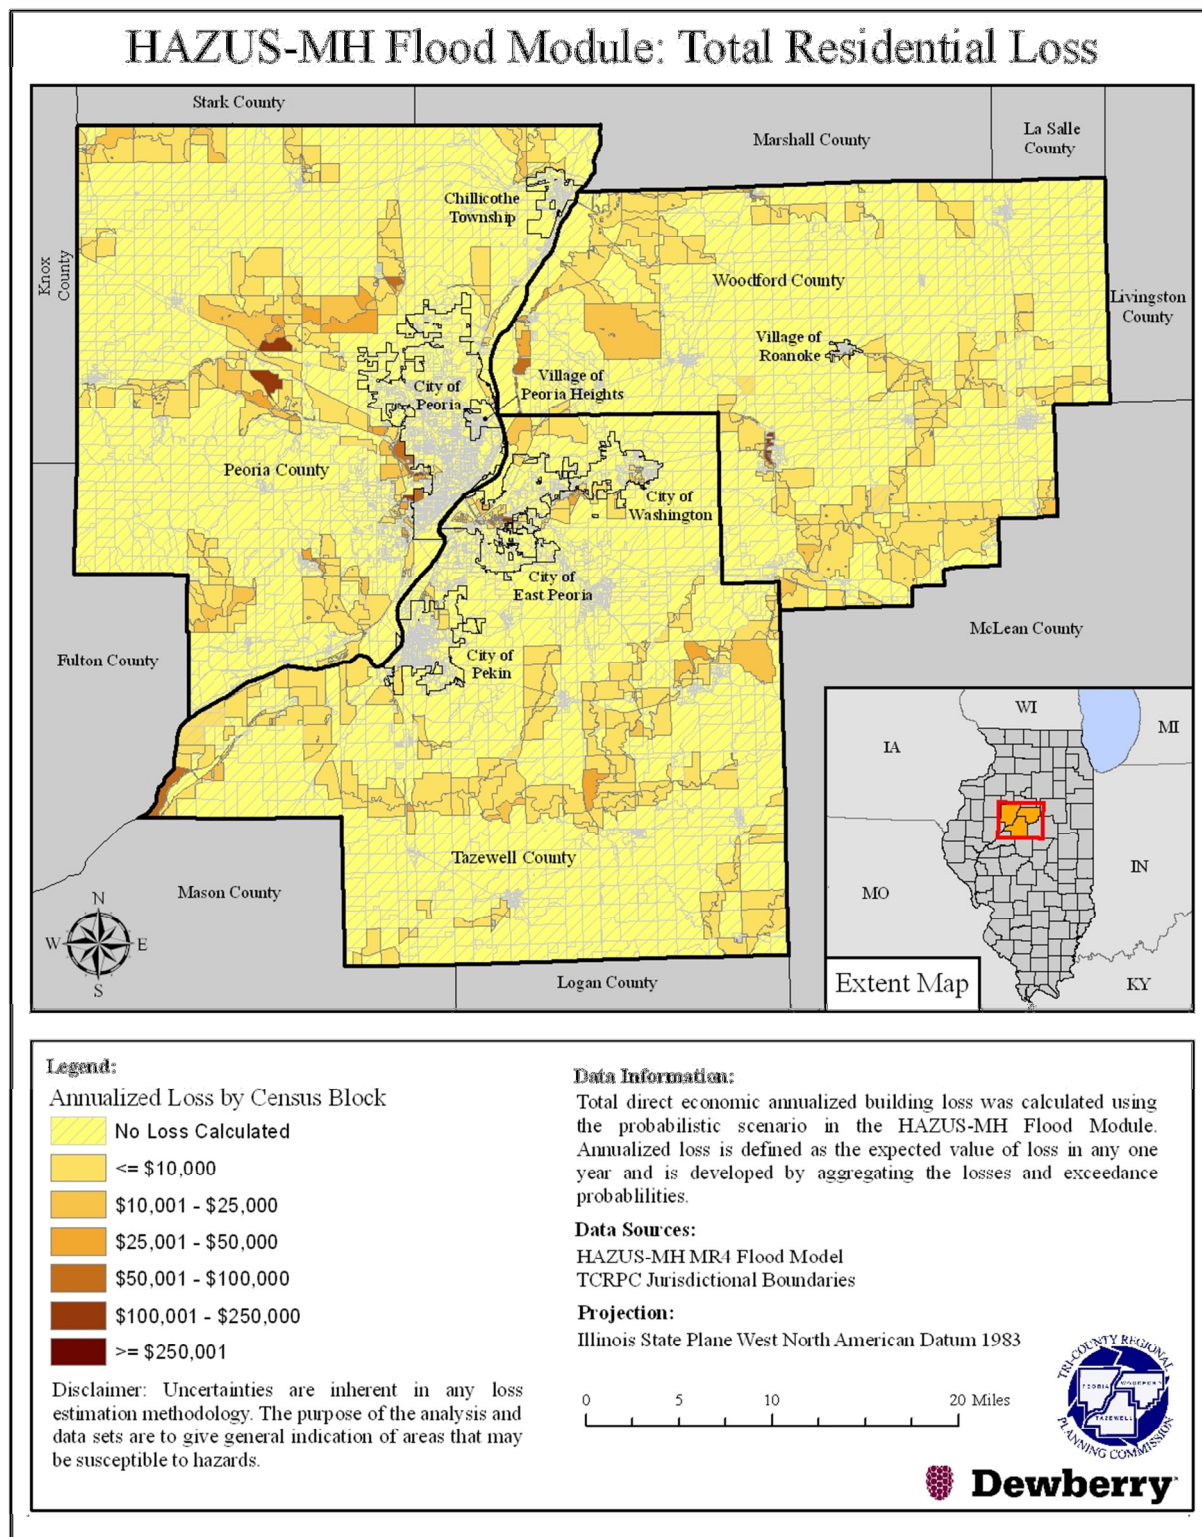 HAZUS-MH Flood Module: Total Residential Loss
Stark County
Marshall County
La Salle
County
Knox
County
Chillicothe
Township
Woodford County
Livingston
County
Village of
Roanoke
City of
Peoria
Village of
Peoria Heights
Peoria County
City of
Washington
City of
East Peoria
McLean County
Fulton County
City of
Pekin
Tazewell County
Mason County
Logan County
N
W
E
S
WI
MI
IA
IN
MO
KY
Extent Map
Legend:
Annualized Loss by Census Block
No Loss Calculated
<= $10,000
$10,001 - $25,000
$25,001 - $50,000
$50,001 - $100,000
$100,001 - $250,000
>= $250,001
Disclaimer: Uncertainties are inherent in any loss
estimation methodology. The purpose of the analysis and
data sets are to give general indication of areas that may
be susceptible to hazards.
Data Information:
Total direct economic annualized building loss was calculated using
the probabilistic scenario in the HAZUS-MH Flood Module.
Annualized loss is defined as the expected value of loss in any one
year and is developed by aggregating the losses and exceedance
probablilities.
Data Sources:
HAZUS-MH MR4 Flood Model
TCRPC Jurisdictional Boundaries
Projection:
Illinois State Plane West North American Datum 1983
0 5 10 20 Miles
TRI-COUNTY REGIONAL
PEORIA WOODFORD
TAZEWELL
PLANNING COMMISSION
Dewberry